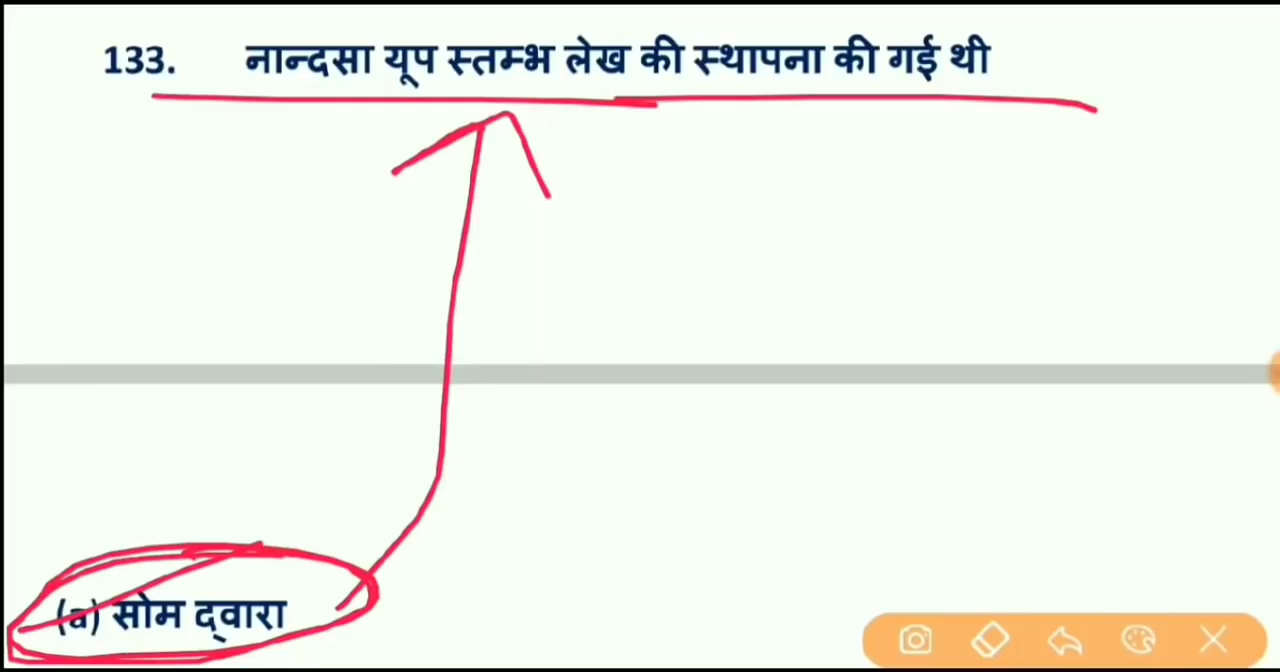 133. नान्दसा यूप स्तम्भ लेख की स्थापना की गई थी
(a) सोम द्वारा